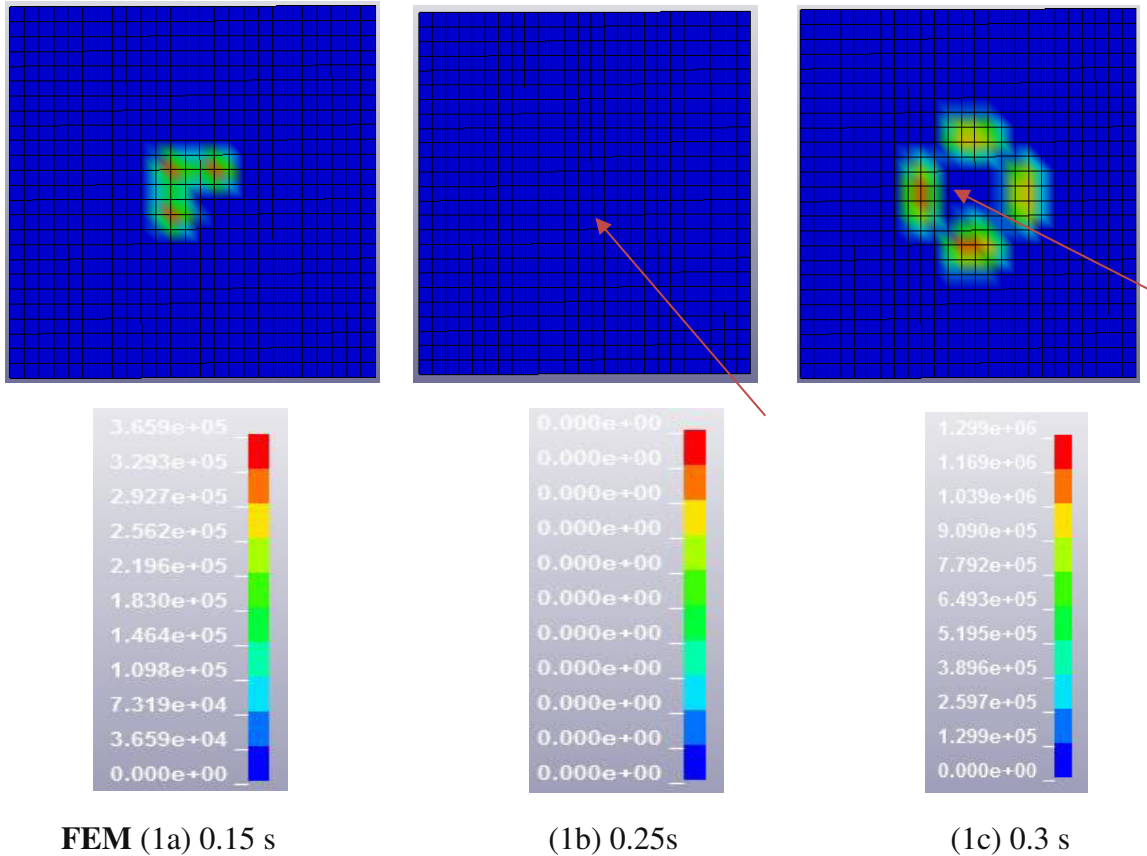 3.659e+05
3.293e+05
2.927e+05
2.562e+05
2.196e+05
1.830e+05
1.464e+05
1.098e+05
7.319e+04
3.659e+04
0.000e+00
0.000e+00
0.000e+00
0.000e+00
0.000e+00
0.000e+00
0.000e+00
0.000e+00
0.000e+00
0.000e+00
0.000e+00
0.000e+00
1.299e+06
1.169e+06
1.039e+06
9.090e+05
7.792e+05
6.493e+05
5.195e+05
3.896e+05
2.597e+05
1.299e+05
0.000e+00
FEM (1a) 0.15 s
(1b) 0.25s
(1c) 0.3 s